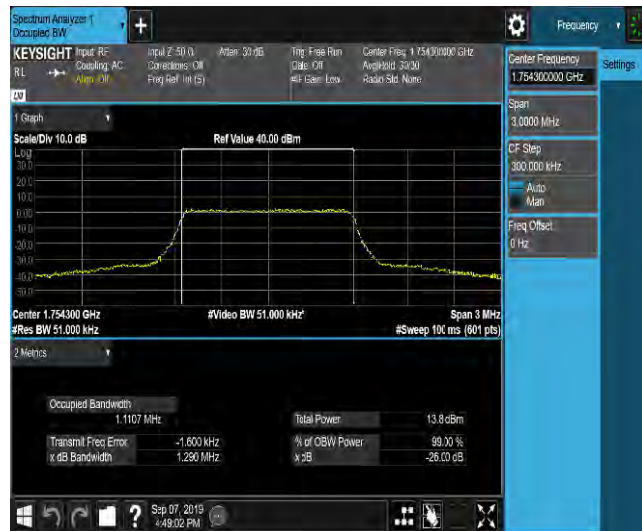 Spectrum Analyzer 1
Occupied BW
+
Frequency
KEYSIGHT
RL
Input: RF
Coupling: AC
Align: Off
Input Z: 50 Ω
Corrections: Off
Freq Ref: Int (S)
Atten: 30 dB
Trig: Free Run
Gate: Off
#IF Gain: Low
Center Freq: 1.754300000 GHz
Avg|Hold: 30/30
Radio Std: None
Center Frequency
1.754300000 GHz
Settings
Span
3.0000 MHz
CF Step
300.000 kHz
Auto
Man
Freq Offset
0 Hz
1 Graph
Scale/Div 10.0 dB
Ref Value 40.00 dBm
Log
30.0
20.0
10.0
0.00
-10.0
-20.0
-30.0
-40.0
-50.0
Center 1.754300 GHz
#Video BW 51.000 kHz*
Span 3 MHz
#Res BW 51.000 kHz
#Sweep 100 ms (601 pts)
2 Metrics
Occupied Bandwidth
1.1107 MHz
Total Power
13.8 dBm
Transmit Freq Error
-1.600 kHz
% of OBW Power
99.00 %
x dB Bandwidth
1.290 MHz
x dB
-26.00 dB
?
Sep 07, 2019
4:49:02 PM